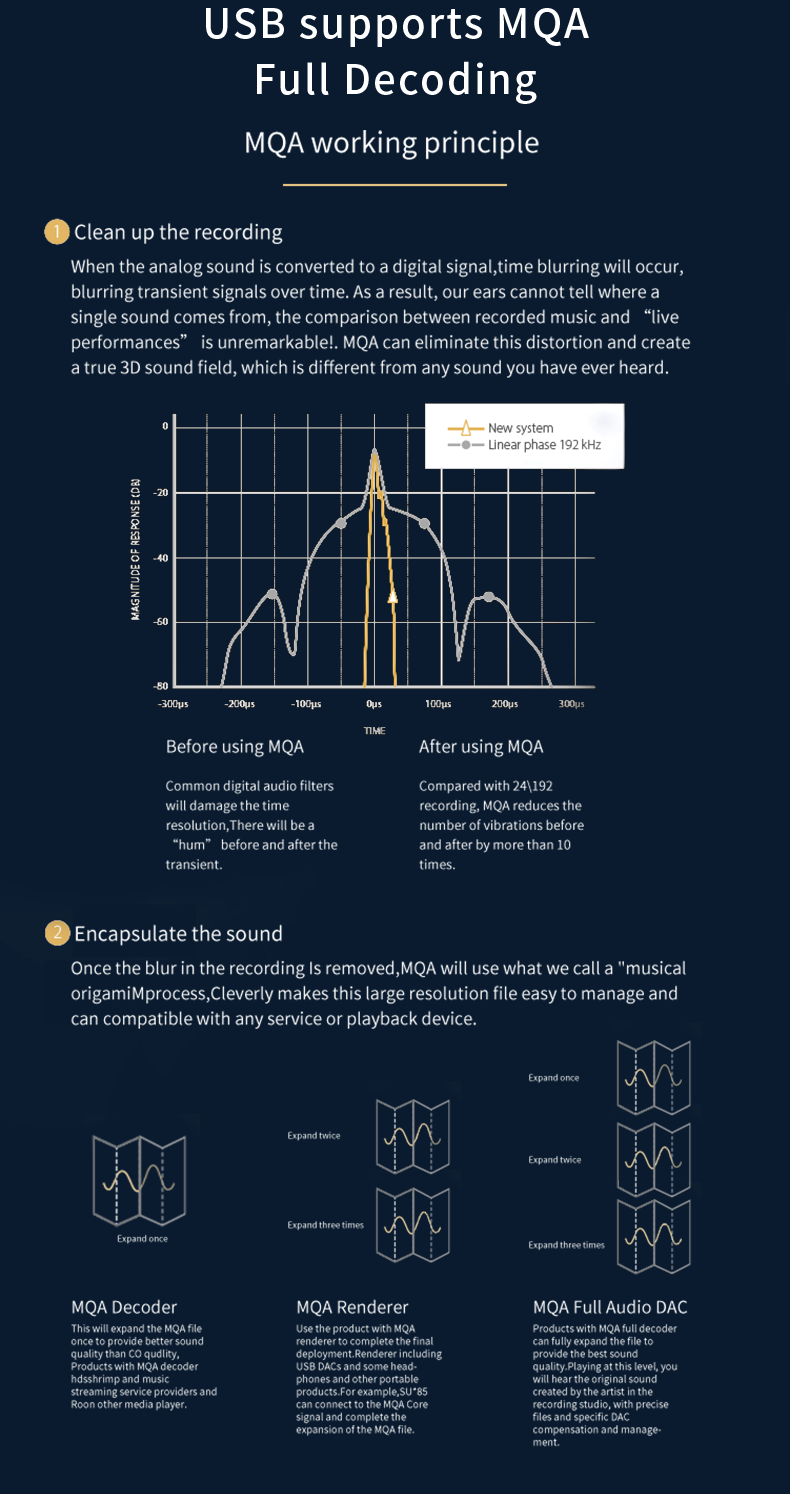 USB supports MQA
Full Decoding
MQA working principle
1 Clean up the recording
When the analog sound is converted to a digital signal,time blurring will occur,
blurring transient signals over time. As a result, our ears cannot tell where a
single sound comes from, the comparison between recorded music and “live
performances” is unremarkable!. MQA can eliminate this distortion and create
a true 3D sound field, which is different from any sound you have ever heard.
New system
Linear phase 192 kHz
MAGNITUDE OF RESPONSE (DB)
0
-20
-40
-60
-80
-300µs -200µs -100µs 0µs 100µs 200µs 300µs
TIME
Before using MQA
Common digital audio filters
will damage the time
resolution,There will be a
“hum” before and after the
transient.
After using MQA
Compared with 24\192
recording, MQA reduces the
number of vibrations before
and after by more than 10
times.
2 Encapsulate the sound
Once the blur in the recording Is removed,MQA will use what we call a "musical
origamiMprocess,Cleverly makes this large resolution file easy to manage and
can compatible with any service or playback device.
Expand once
Expand twice
Expand three times
Expand once
Expand twice
Expand three times
MQA Decoder
This will expand the MQA file
once to provide better sound
quality than CO qudlity,
Products with MQA decoder
hdsshrimp and music
streaming service providers and
Roon other media player.
MQA Renderer
Use the product with MQA
renderer to complete the final
deployment.Renderer including
USB DACs and some head-
phones and other portable
products.For example,SU*85
can connect to the MQA Core
signal and complete the
expansion of the MQA file.
MQA Full Audio DAC
Products with MQA full decoder
can fully expand the file to
provide the best sound
quality.Playing at this level, you
will hear the original sound
created by the artist in the
recording studio, with precise
files and specific DAC
compensation and manage-
ment.